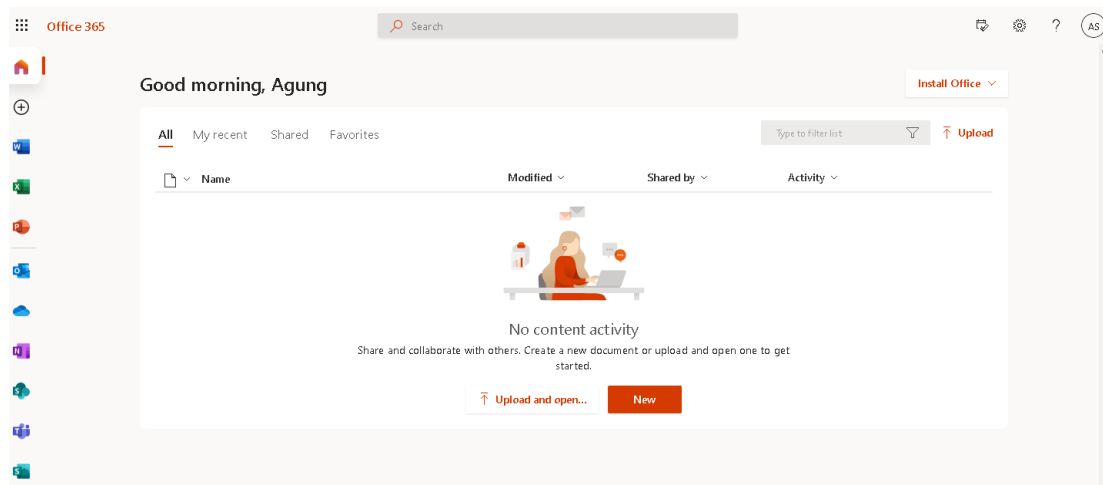 Office 365
Search
AS
Good morning, Agung
Install Office
All
My recent
Shared
Favorites
Type to filter list
Upload
Name
Modified
Shared by
Activity
No content activity
Share and collaborate with others. Create a new document or upload and open one to get
started.
Upload and open...
New
W
X
P
O
N
S
T
S